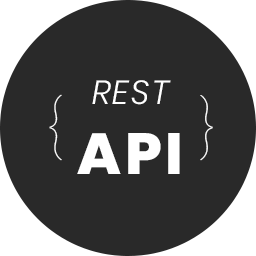 REST
{ API }